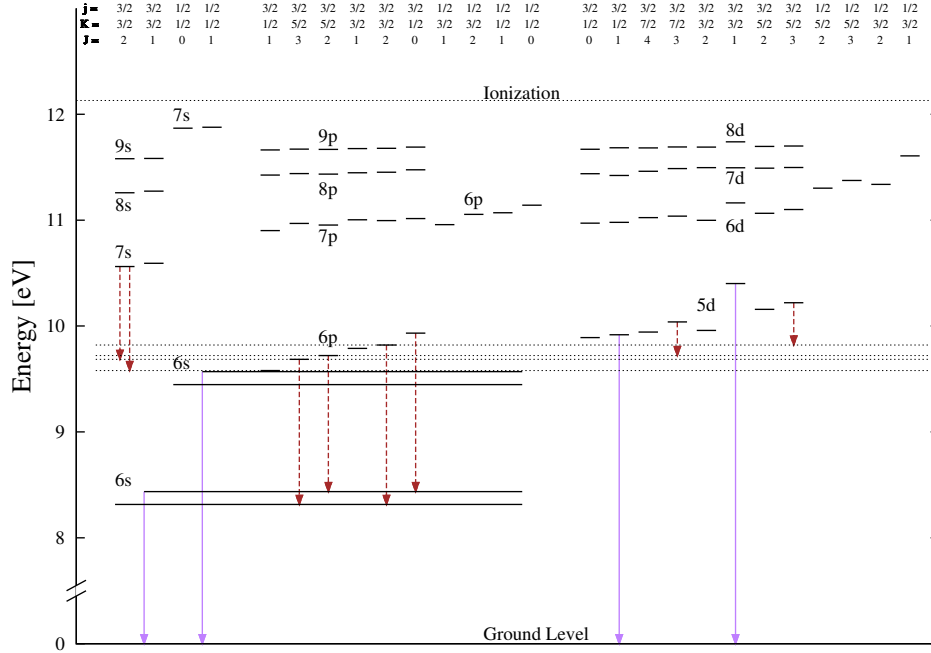 j = 3/2 3/2 1/2 1/2 3/2 3/2 3/2 3/2 3/2 3/2 1/2 1/2 1/2 1/2 3/2 3/2 3/2 3/2 3/2 3/2 3/2 3/2 1/2 1/2 1/2 1/2
K = 3/2 3/2 1/2 1/2 1/2 5/2 5/2 3/2 3/2 1/2 3/2 3/2 1/2 1/2 1/2 1/2 7/2 7/2 3/2 3/2 5/2 5/2 5/2 5/2 3/2 3/2
J = 2 1 0 1 1 3 2 1 2 0 1 2 1 0 0 1 4 3 2 1 2 3 2 3 2 1
Ionization
12
7s
9s 9p 8d
8s 8p 7d
6p
11
7s 7p 6d
Energy [eV]
10
6s 6p 5d
9
6s
8
0
Ground Level